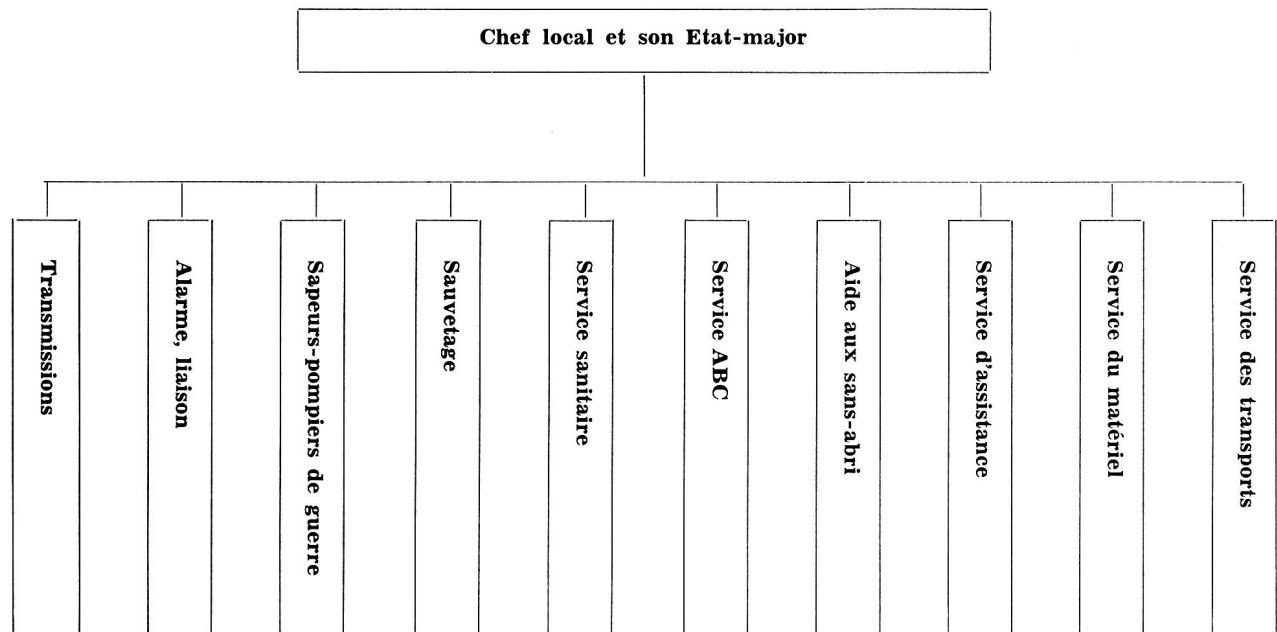 Chef local et son Etat-major
Transmissions
Alarme, liaison
Sapeurs-pompiers de guerre
Sauvetage
Service sanitaire
Service ABC
Aide aux sans-abri
Service d'assistance
Service du matériel
Service des transports